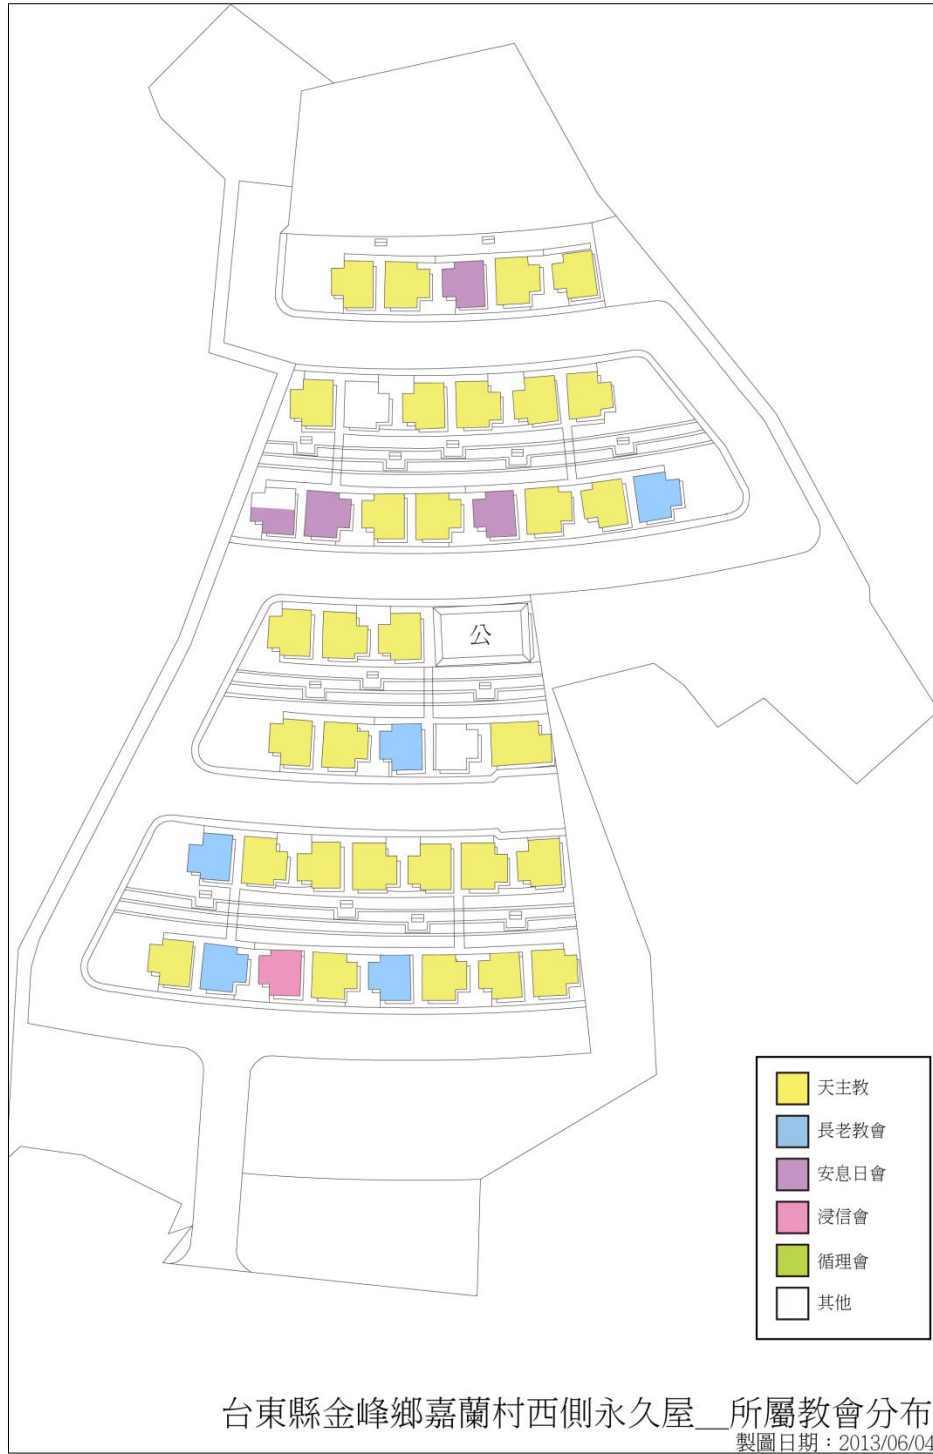 公
天主教
長老教會
安息日會
浸信會
循理會
其他
台東縣金峰鄉嘉蘭村西側永久屋__所屬教會分布
製圖日期：2013/06/04